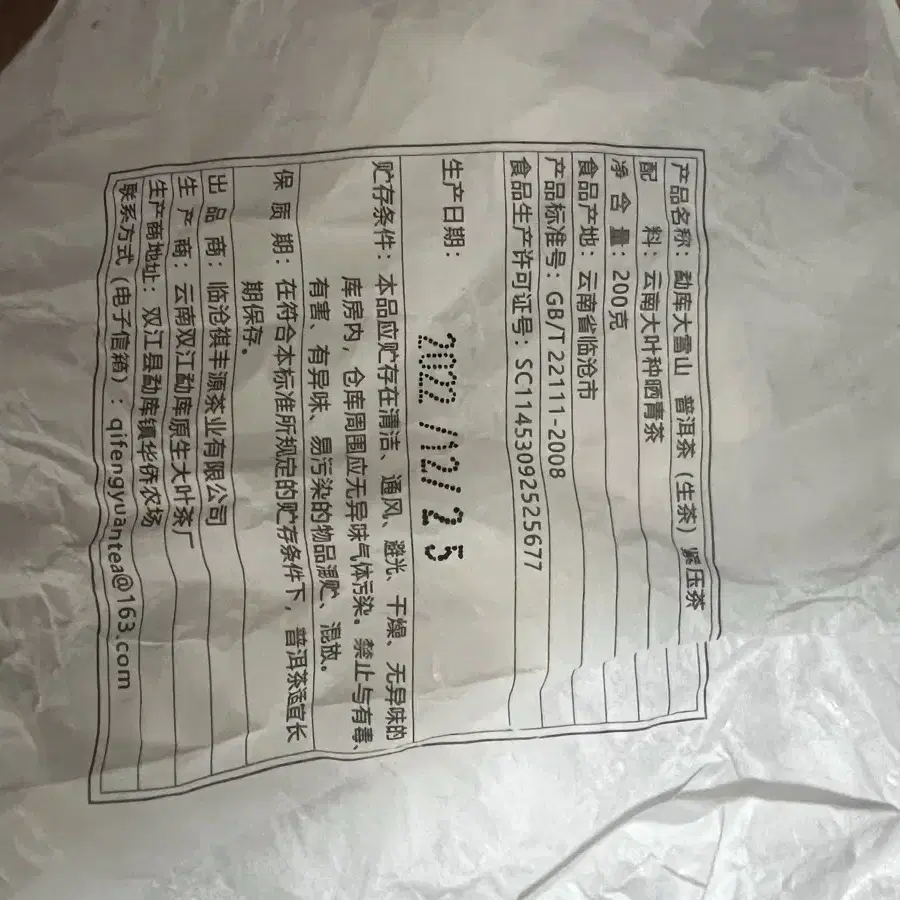 产品名称：勐库大雪山 普洱茶（生茶）紧压茶
配 料：云南大叶种晒青茶
净 含 量：200克
食品产地：云南省临沧市
产品标准号：GB/T 22111-2008
食品生产许可证号：SC11453092525677
生产日期：2022/12/25
贮存条件：本品应贮存在清洁、通风、避光、干燥、无异味的
库房内，仓库周围应无异味气体污染。禁止与有毒、
有害、有异味、易污染的物品混贮、混放。
保 质 期：在符合本标准所规定的贮存条件下，普洱茶适宜长
期保存。
出 品 商：临沧祺丰源茶业有限公司
生 产 商：云南双江勐库原生大叶茶厂
生产商地址：双江县勐库镇华侨农场
联系方式（电子信箱）：qifengyuantea@163.com